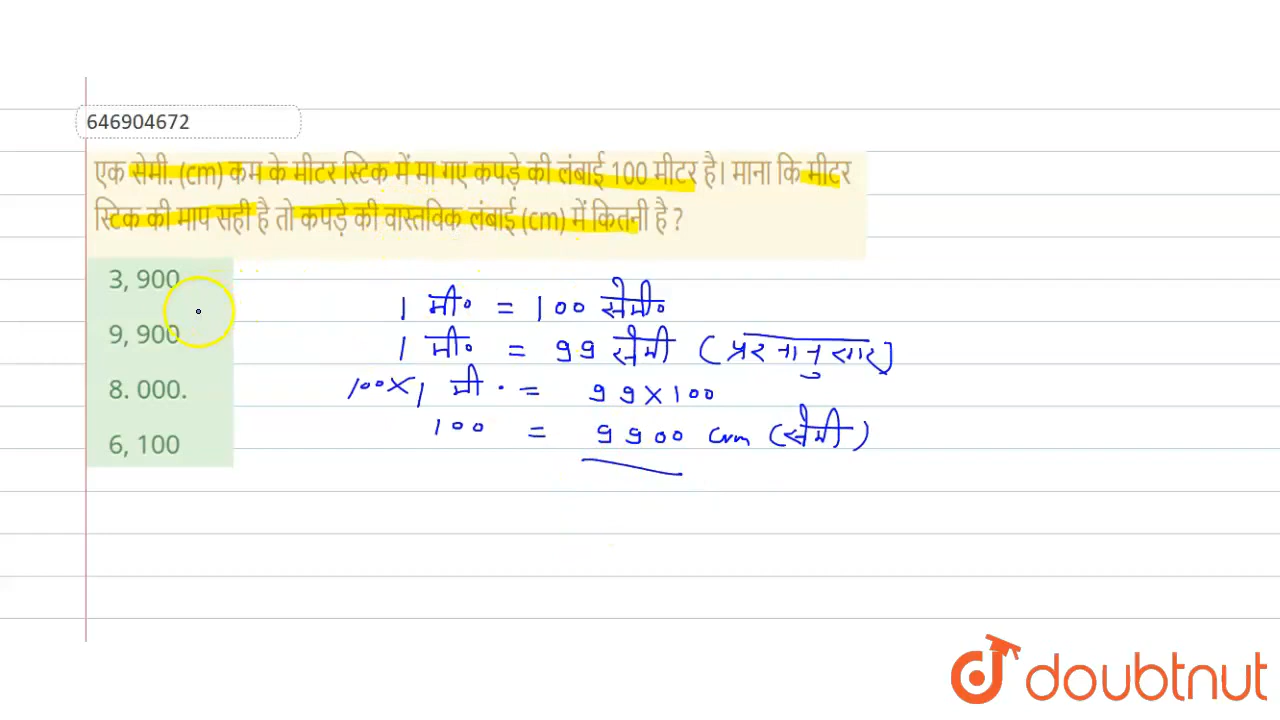 646904672
एक सेमी. (cm) कम के मीटर स्टिक में मा गए कपड़े की लंबाई 100 मीटर है। माना कि मीटर
स्टिक की माप सही है तो कपड़े की वास्तविक लंबाई (cm) में कितनी है ?
3, 900
9, 900
8. 000.
6, 100
1 मी० = 100 सेमी०
1 मी० = 99 सेमी (प्रश्नानुसार]
100×1 मी . = 99×100
100 = 9900 cm (सेमी)
doubtnut